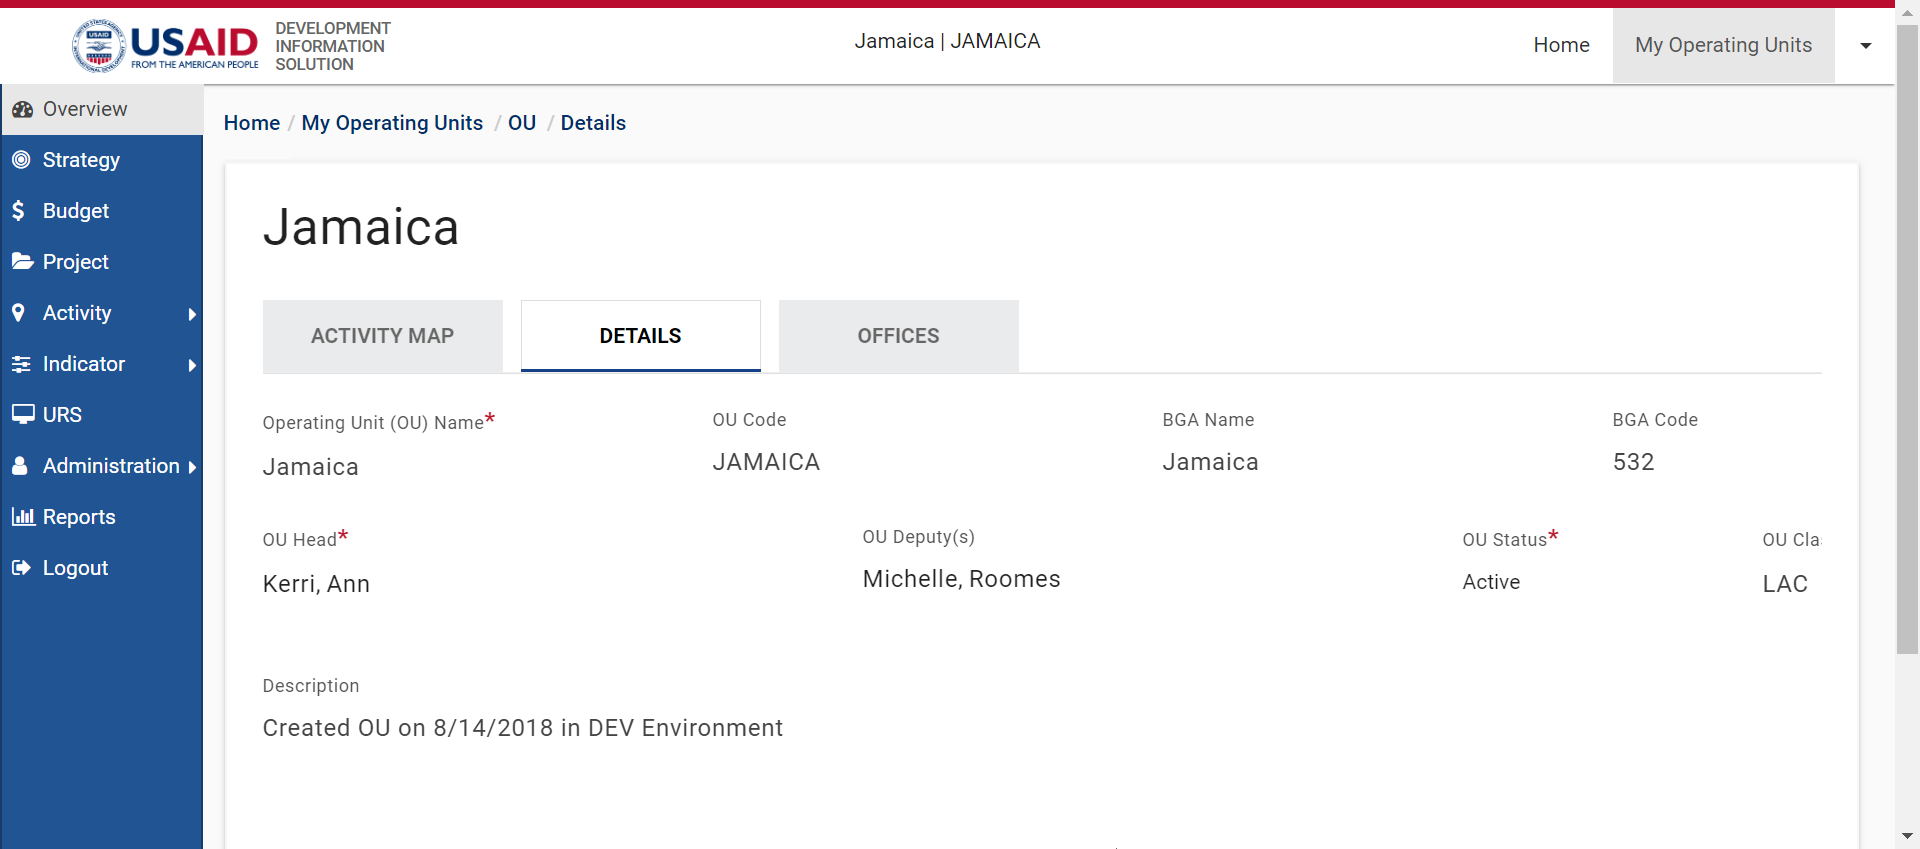 USAID
FROM THE AMERICAN PEOPLE
DEVELOPMENT
INFORMATION
SOLUTION
Jamaica | JAMAICA
Home
My Operating Units
Overview
Strategy
Budget
Project
Activity
Indicator
URS
Administration
Reports
Logout
Home / My Operating Units / OU / Details
Jamaica
ACTIVITY MAP
DETAILS
OFFICES
Operating Unit (OU) Name*
Jamaica
OU Code
JAMAICA
BGA Name
Jamaica
BGA Code
532
OU Head*
Kerri, Ann
OU Deputy(s)
Michelle, Roomes
OU Status*
Active
OU Cla
LAC
Description
Created OU on 8/14/2018 in DEV Environment